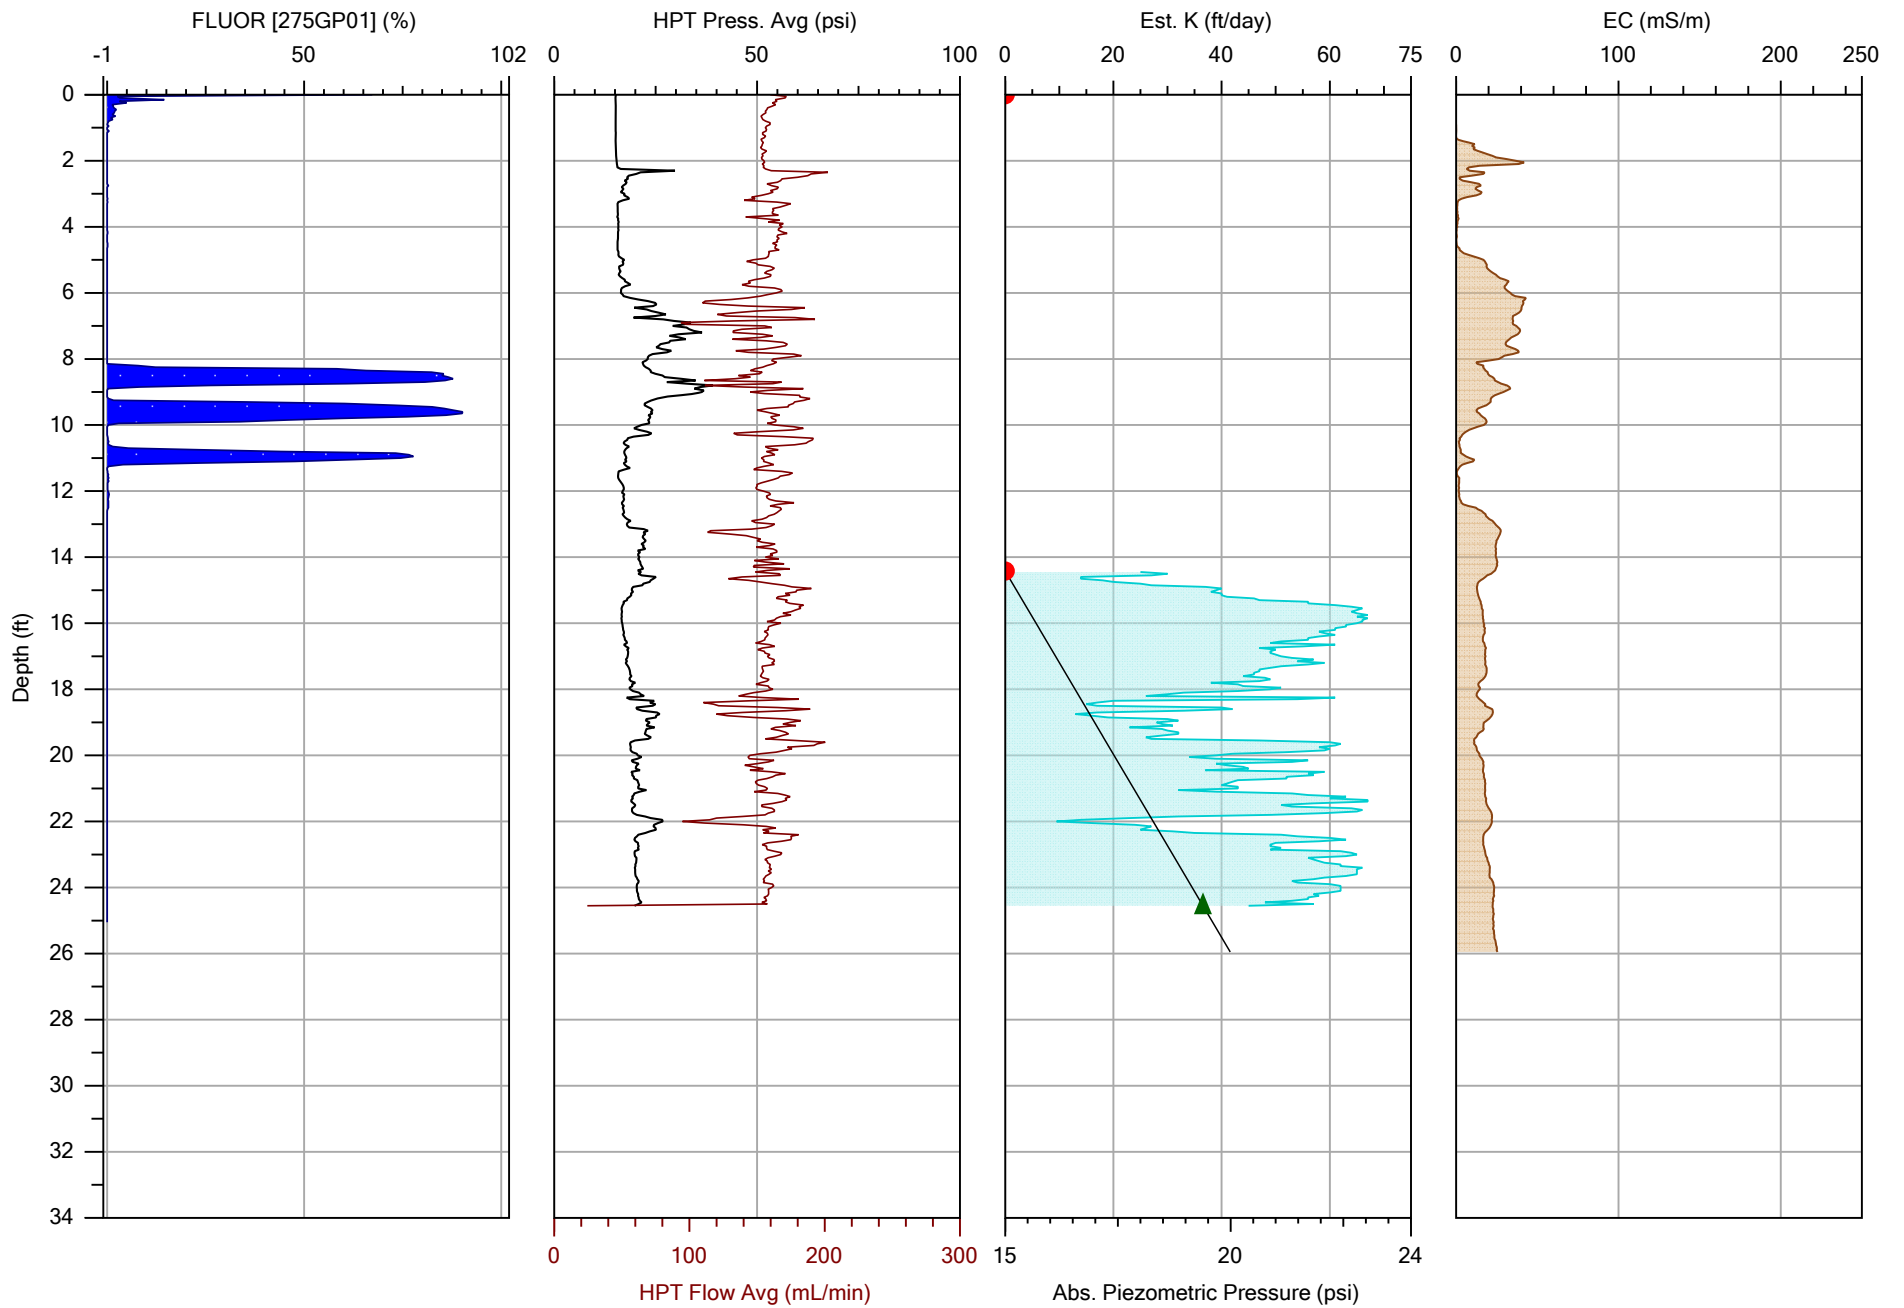 FLUOR [275GP01] (%)
HPT Press. Avg (psi)
Est. K (ft/day)
EC (mS/m)
-1 50 102
0 50 100
0 20 40 60 75
0 100 200 250
0
2
4
6
8
10
12
14
16
18
20
22
24
26
28
30
32
34
Depth (ft)
0 100 200 300
15 20 24
HPT Flow Avg (mL/min)
Abs. Piezometric Pressure (psi)